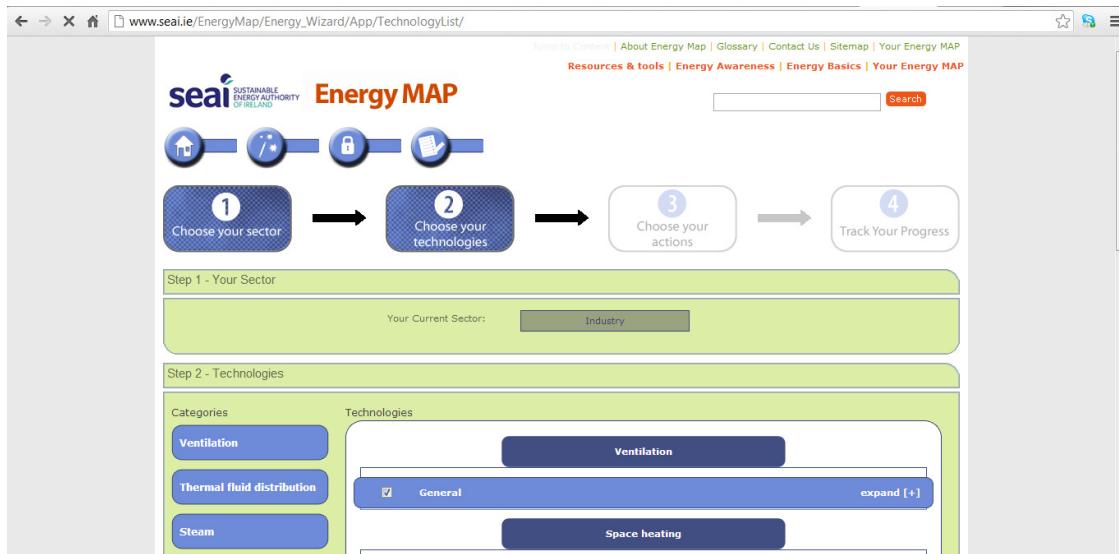 www.seai.ie/EnergyMap/Energy_Wizard/App/TechnologyList/
Jump to Content | About Energy Map | Glossary | Contact Us | Sitemap | Your Energy MAP
Resources & tools | Energy Awareness | Energy Basics | Your Energy MAP
seai SUSTAINABLE ENERGY AUTHORITY OF IRELAND Energy MAP
Search
1 Choose your sector
2 Choose your technologies
3 Choose your actions
4 Track Your Progress
Step 1 - Your Sector
Your Current Sector: Industry
Step 2 - Technologies
Categories Technologies
Ventilation
Thermal fluid distribution
Steam
Ventilation
General expand [+]
Space heating